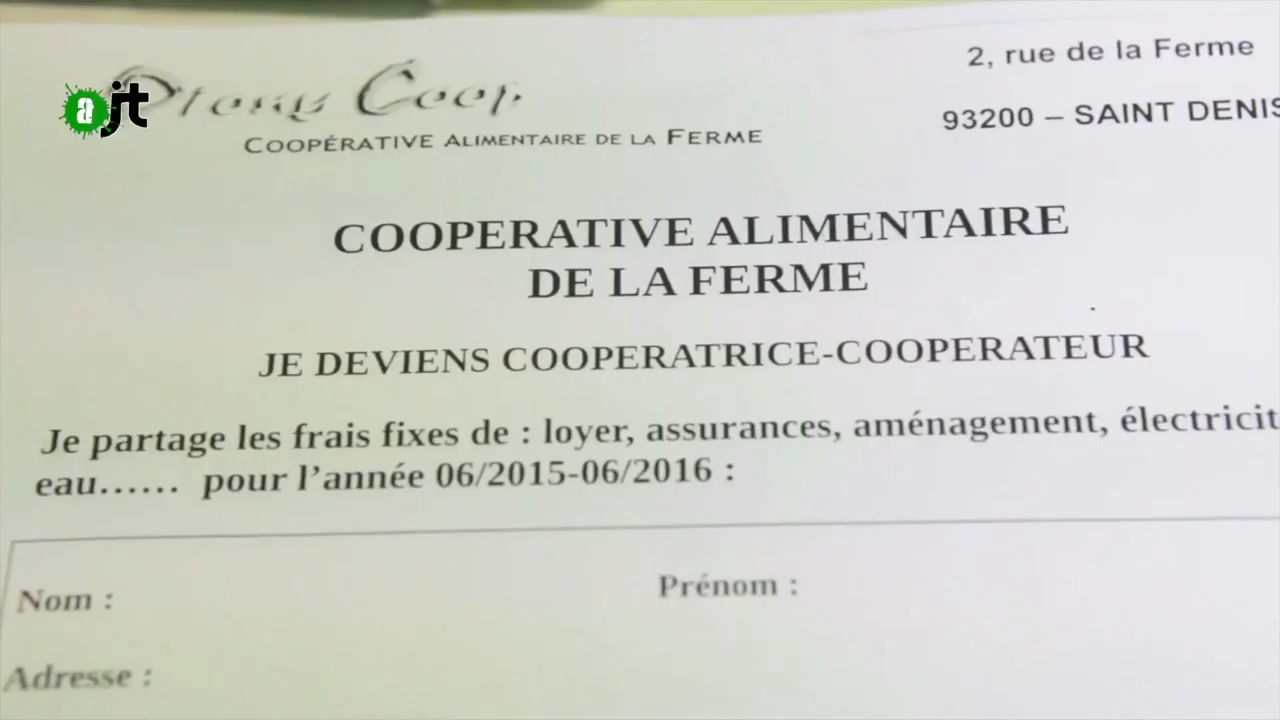 ajt
Coop
COOPÉRATIVE ALIMENTAIRE DE LA FERME
2, rue de la Ferme
93200 – SAINT DENIS
COOPERATIVE ALIMENTAIRE
DE LA FERME
JE DEVIENS COOPERATRICE-COOPERATEUR
Je partage les frais fixes de : loyer, assurances, aménagement, électricit
eau...... pour l’année 06/2015-06/2016 :
Nom :
Prénom :
Adresse :